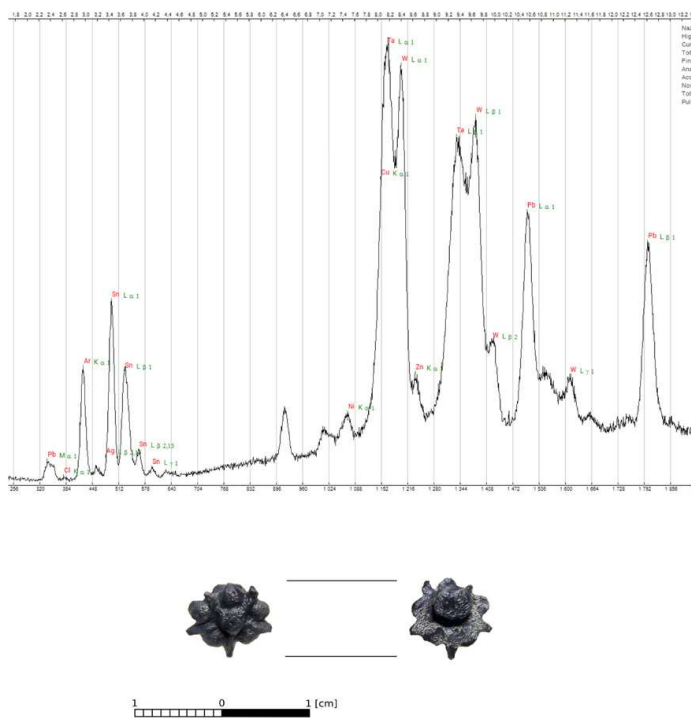 1.8 2.0 2.2 2.4 2.6 2.8 3.0 3.2 3.4 3.6 3.8 4.0 4.2 4.4 4.6 4.8 5.0 5.2 5.4 5.6 5.8 6.0 6.4 6.6 6.8 7.0 7.2 7.4 7.6 7.8 8.0 8.2 8.4 8.6 8.8 9.0 9.2 9.4 9.6 9.8 10.0 10.2 10.4 10.6 10.8 11.0 11.2 11.4 11.6 11.8 12.0 12.2 12.4 12.6 12.8 13.0 13.2
Hig
Tot
Tot
Pul
Ta L α 1
W L α 1
W L β 1
Ta L β 1
Cu K α 1
Pb L α 1
Pb L β 1
Sn L α 1
W L β 2
Ar K α 1
Sn L β 1
Zn K α 1
W L γ 1
Ni K α 1
Sn L β 2,15
Pb M α 1
Sn L γ 1
Cl K α 1
256 320 384 448 512 576 640 704 768 832 896 960 1 024 1 088 1 152 1 216 1 280 1 344 1 408 1 472 1 536 1 600 1 664 1 728 1 792 1 856
1 0 1 [cm]